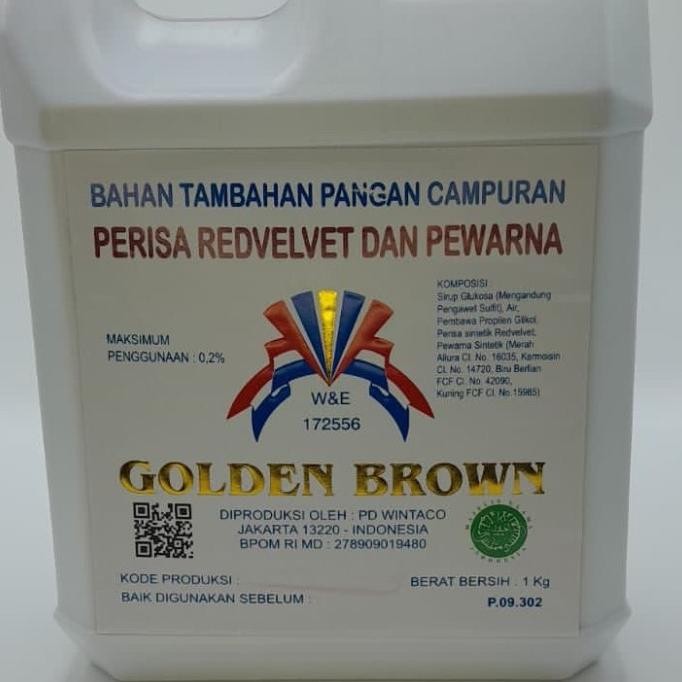 BAHAN TAMBAHAN PANGAN CAMPURAN
PERISA REDVELVET DAN PEWARNA
MAKSIMUM
PENGGUNAAN : 0,2%
KOMPOSISI :
Sirup Glukosa (Mengandung
Pengawet Sulfit), Air,
Pembawa Propilen Glikol,
Perisa sintetik Redvelvet,
Pewarna Sintetik (Merah
Allura CI. No. 16035, Karmoisin
CI. No. 14720, Biru Berlian
FCF CI. No. 42090,
Kuning FCF CI. No.15985)
W&E
172556
GOLDEN BROWN
DIPRODUKSI OLEH : PD WINTACO
JAKARTA 13220 - INDONESIA
BPOM RI MD : 278909019480
KODE PRODUKSI :
BERAT BERSIH : 1 Kg
BAIK DIGUNAKAN SEBELUM :
P.09.302